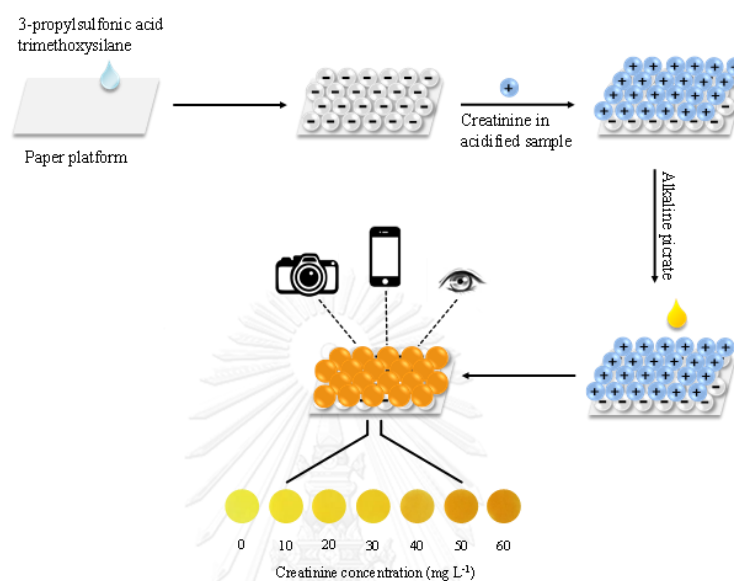 3-propylsulfonic acid
trimethoxysilane
Paper platform
Creatinine in
acidified sample
Alkaline picrate
0 10 20 30 40 50 60
Creatinine concentration (mg L⁻¹)